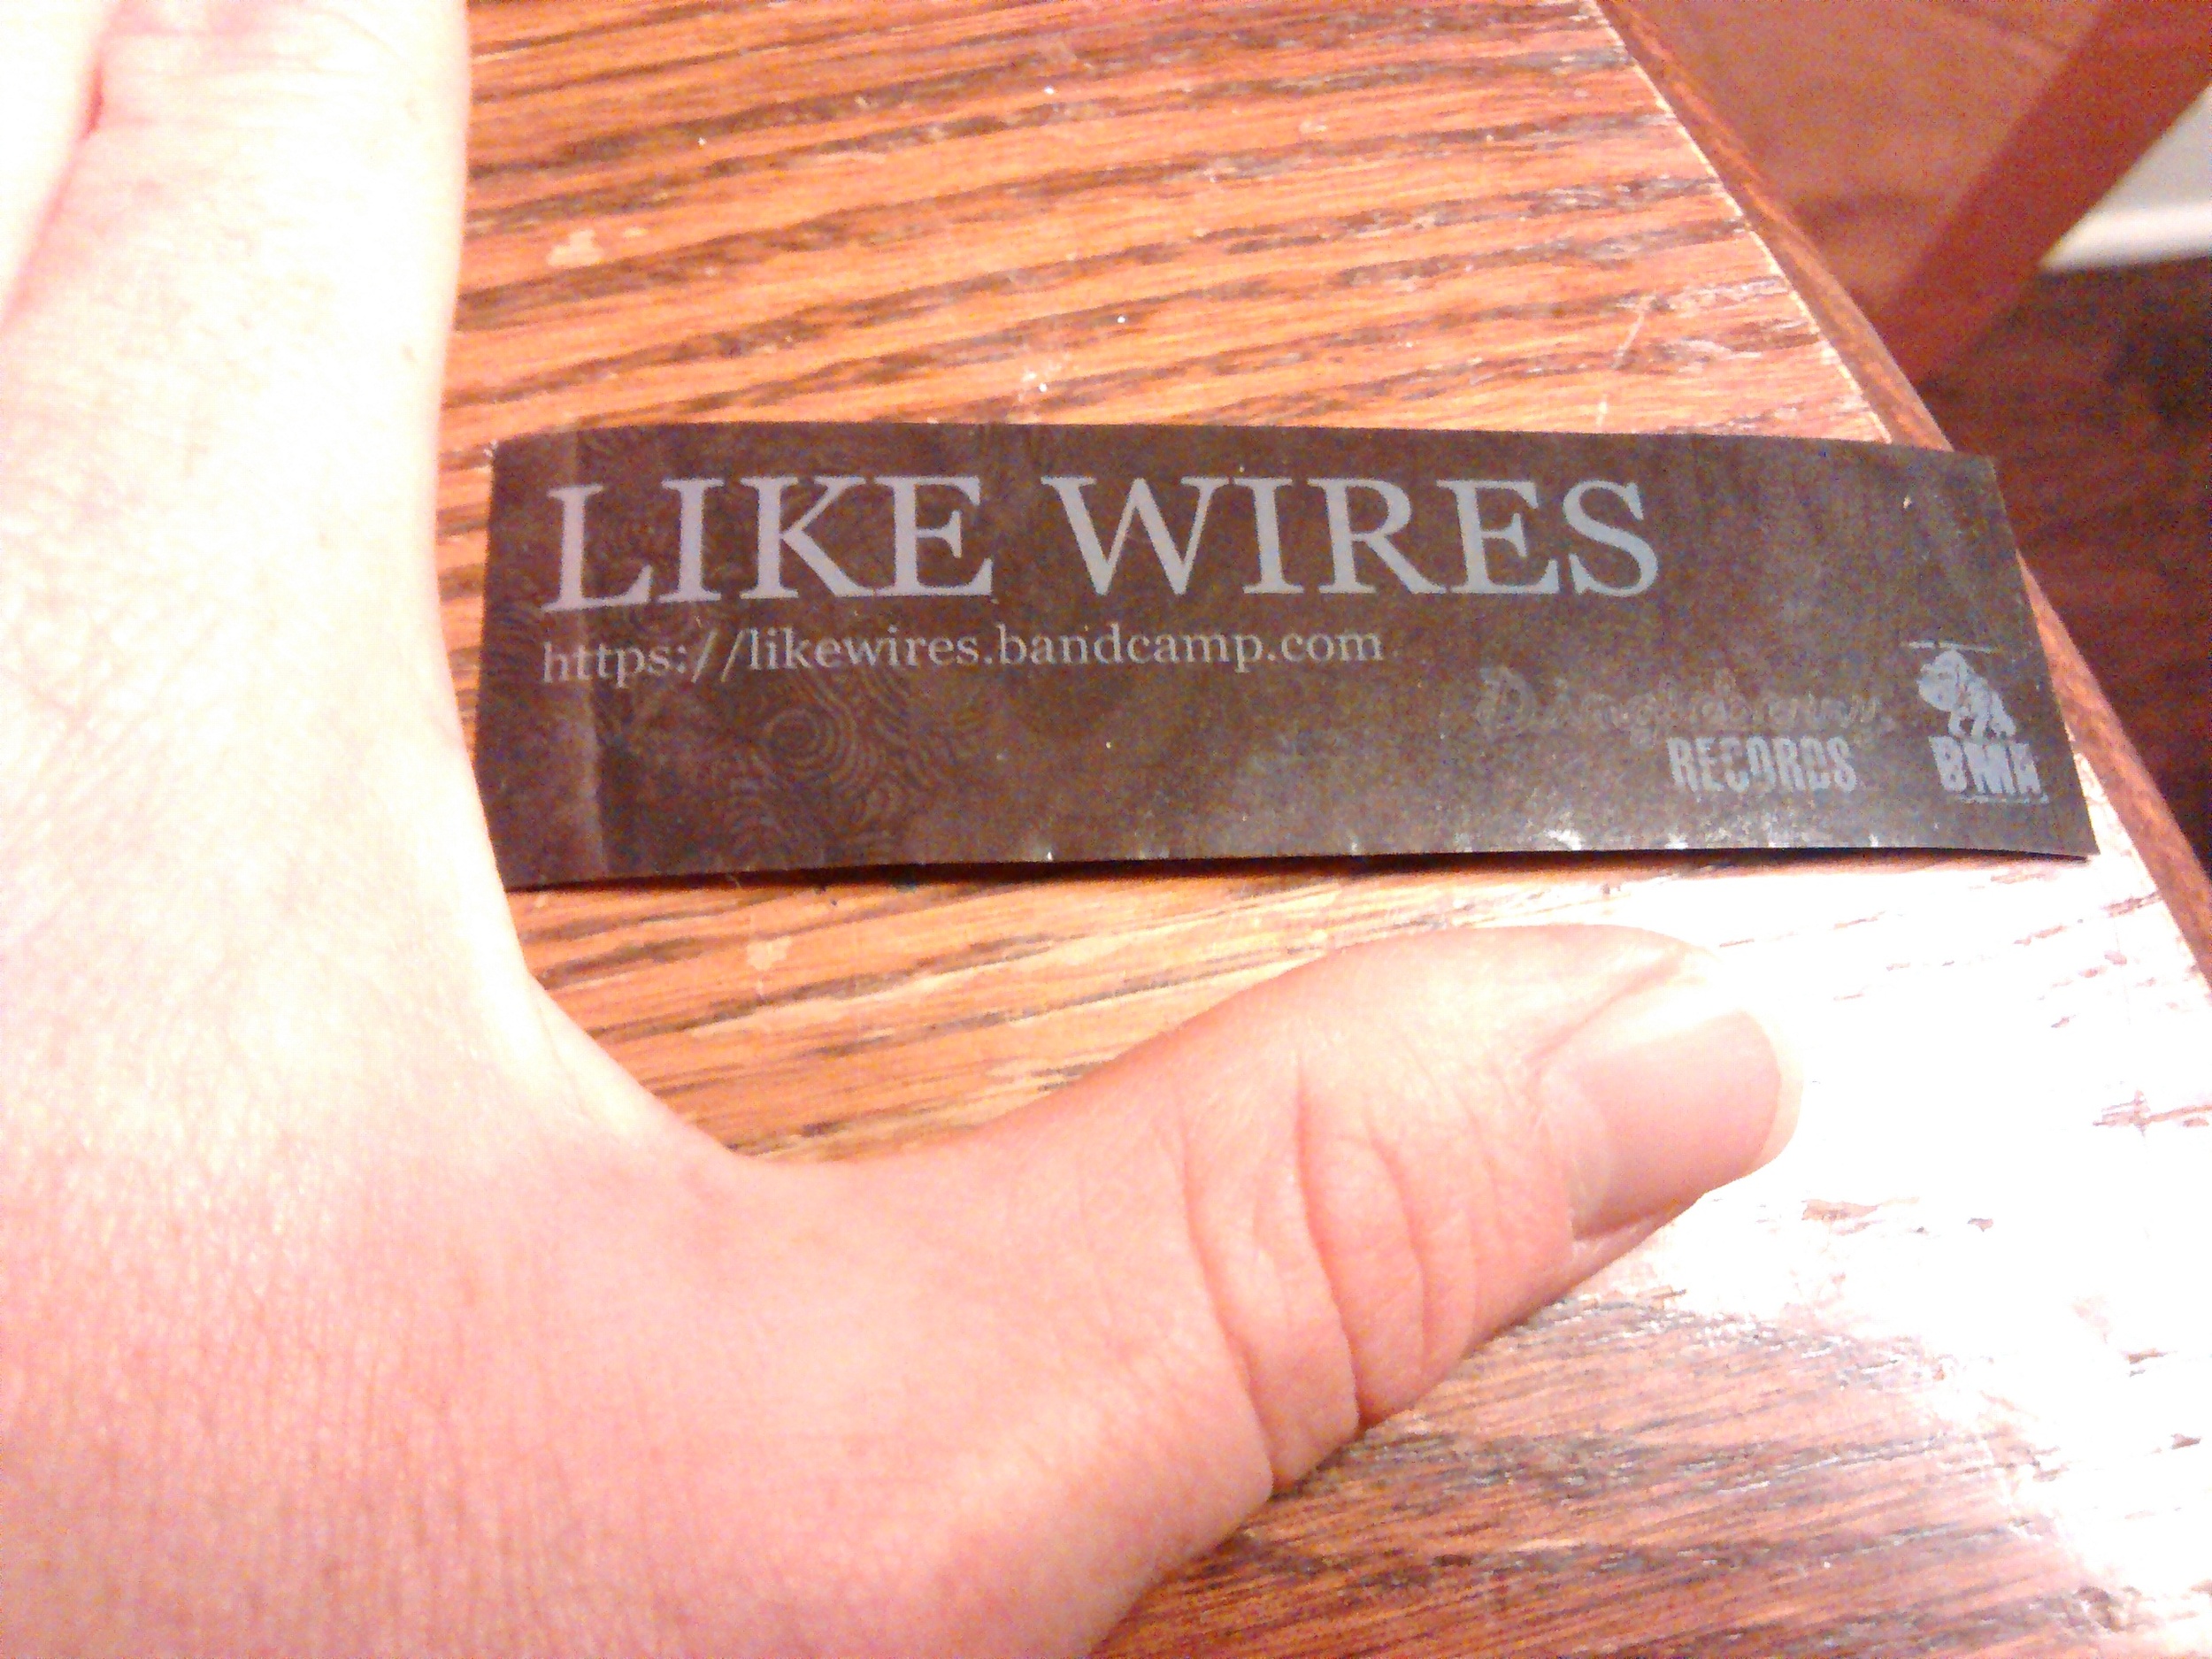 LIKE WIRES
https://likewires.bandcamp.com
RECORDS
BMA